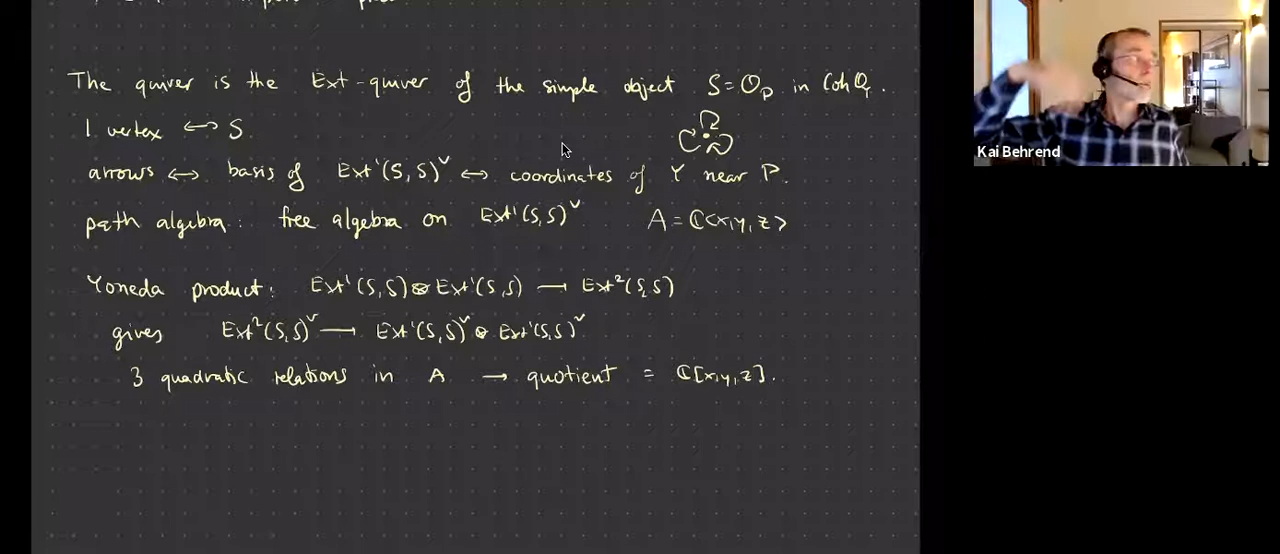 The quiver is the Ext-quiver of the simple object S = O_P in Coh O_Y.
1 vertex ↔ S
arrows ↔ basis of Ext¹(S,S)^∨ ↔ coordinates of Y near P.
path algebra: free algebra on Ext¹(S,S)^∨ A = ℂ<x,y,z>
Yoneda product: Ext¹(S,S) ⊗ Ext¹(S,S) → Ext²(S,S)
gives Ext²(S,S)^∨ → Ext¹(S,S)^∨ ⊗ Ext¹(S,S)^∨
3 quadratic relations in A → quotient = ℂ[x,y,z].
Kai Behrend